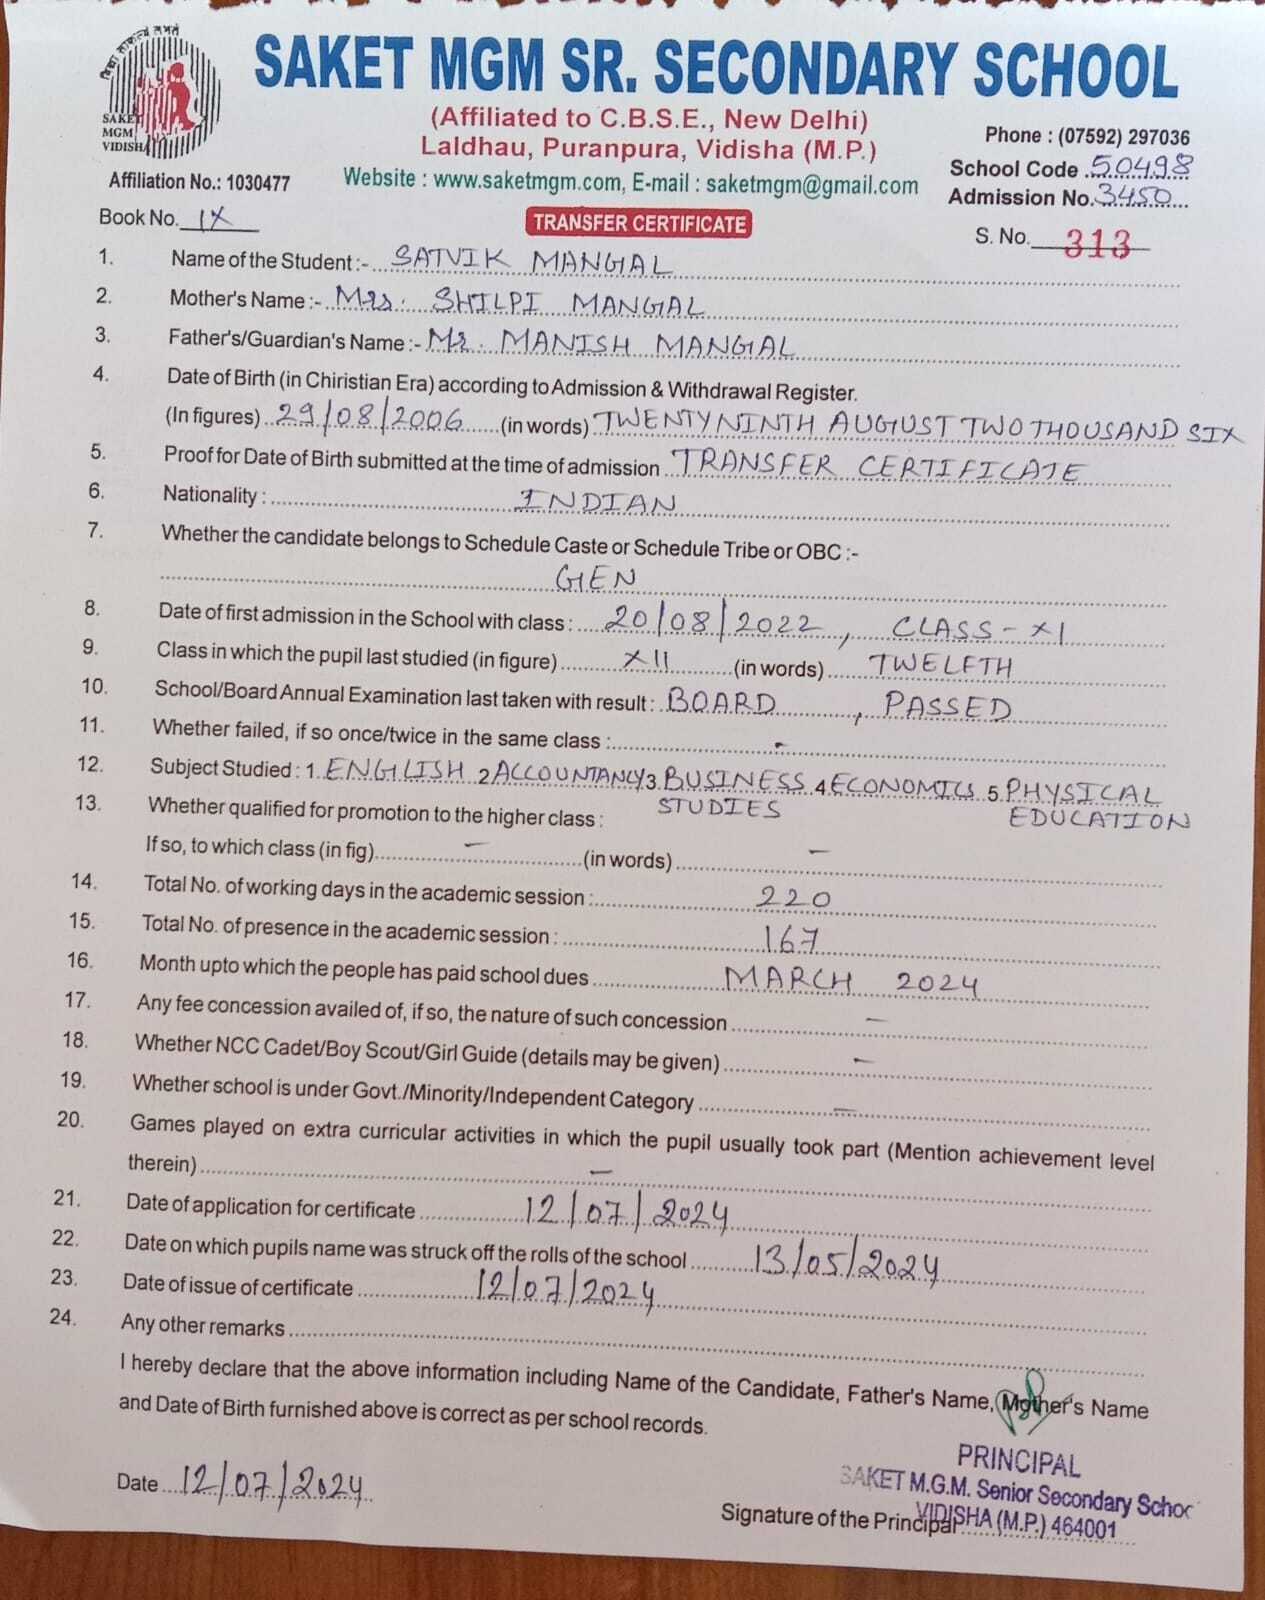 SAKET MGM SR. SECONDARY SCHOOL
(Affiliated to C.B.S.E., New Delhi)
Laldhau, Puranpura, Vidisha (M.P.)
SAKET
MGM
VIDISHA
Phone : (07592) 297036
School Code .50498
Admission No.3450
Affiliation No.: 1030477
Website : www.saketmgm.com, E-mail : saketmgm@gmail.com
Book No. IX
TRANSFER CERTIFICATE
S. No. 313
1. Name of the Student :- SATVIK MANGAL
2. Mother's Name :- Mrs. SHILPI MANGAL
3. Father's/Guardian's Name :- Mr. MANISH MANGAL
4. Date of Birth (in Chiristian Era) according to Admission & Withdrawal Register.
(In figures) 29/08/2006 (in words) TWENTYNINTH AUGUST TWO THOUSAND SIX
5. Proof for Date of Birth submitted at the time of admission TRANSFER CERTIFICATE
6. Nationality : INDIAN
7. Whether the candidate belongs to Schedule Caste or Schedule Tribe or OBC :-
GEN
8. Date of first admission in the School with class : 20/08/2022, CLASS-XI
9. Class in which the pupil last studied (in figure) XII (in words) TWELFTH
10. School/Board Annual Examination last taken with result : BOARD, PASSED
11. Whether failed, if so once/twice in the same class : -
12. Subject Studied : 1. ENGLISH 2 ACCOUNTANCY 3 BUSINESS STUDIES 4 ECONOMICS 5 PHYSICAL EDUCATION
13. Whether qualified for promotion to the higher class :
If so, to which class (in fig) - (in words) -
14. Total No. of working days in the academic session : 220
15. Total No. of presence in the academic session : 167
16. Month upto which the people has paid school dues MARCH 2024
17. Any fee concession availed of, if so, the nature of such concession -
18. Whether NCC Cadet/Boy Scout/Girl Guide (details may be given) -
19. Whether school is under Govt./Minority/Independent Category -
20. Games played on extra curricular activities in which the pupil usually took part (Mention achievement level
therein) -
21. Date of application for certificate 12/07/2024
22. Date on which pupils name was struck off the rolls of the school 13/05/2024
23. Date of issue of certificate 12/07/2024
24. Any other remarks
I hereby declare that the above information including Name of the Candidate, Father's Name, Mother's Name
and Date of Birth furnished above is correct as per school records.
PRINCIPAL
SAKET M.G.M. Senior Secondary Schoo
VIDISHA (M.P.) 464001
Date 12/07/2024
Signature of the Principal